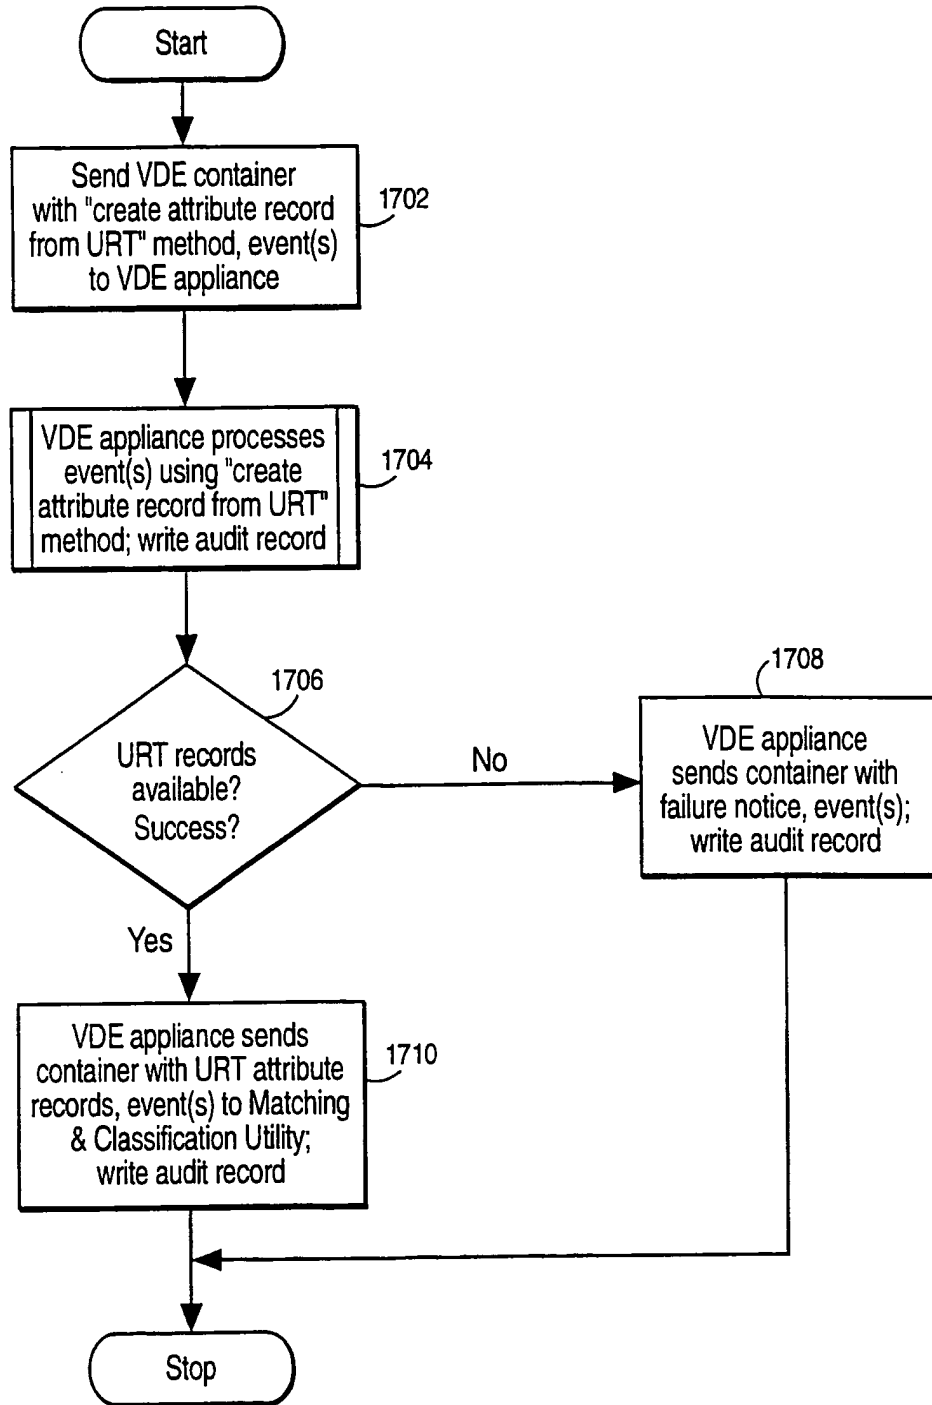 Start
Send VDE container
with "create attribute record
from URT" method, event(s)
to VDE appliance
1702
VDE appliance processes
event(s) using "create
attribute record from URT"
method; write audit record
1704
URT records
available?
Success?
1706
No
1708
VDE appliance
sends container with
failure notice, event(s);
write audit record
Yes
VDE appliance sends
container with URT attribute
records, event(s) to Matching
& Classification Utility;
write audit record
1710
Stop